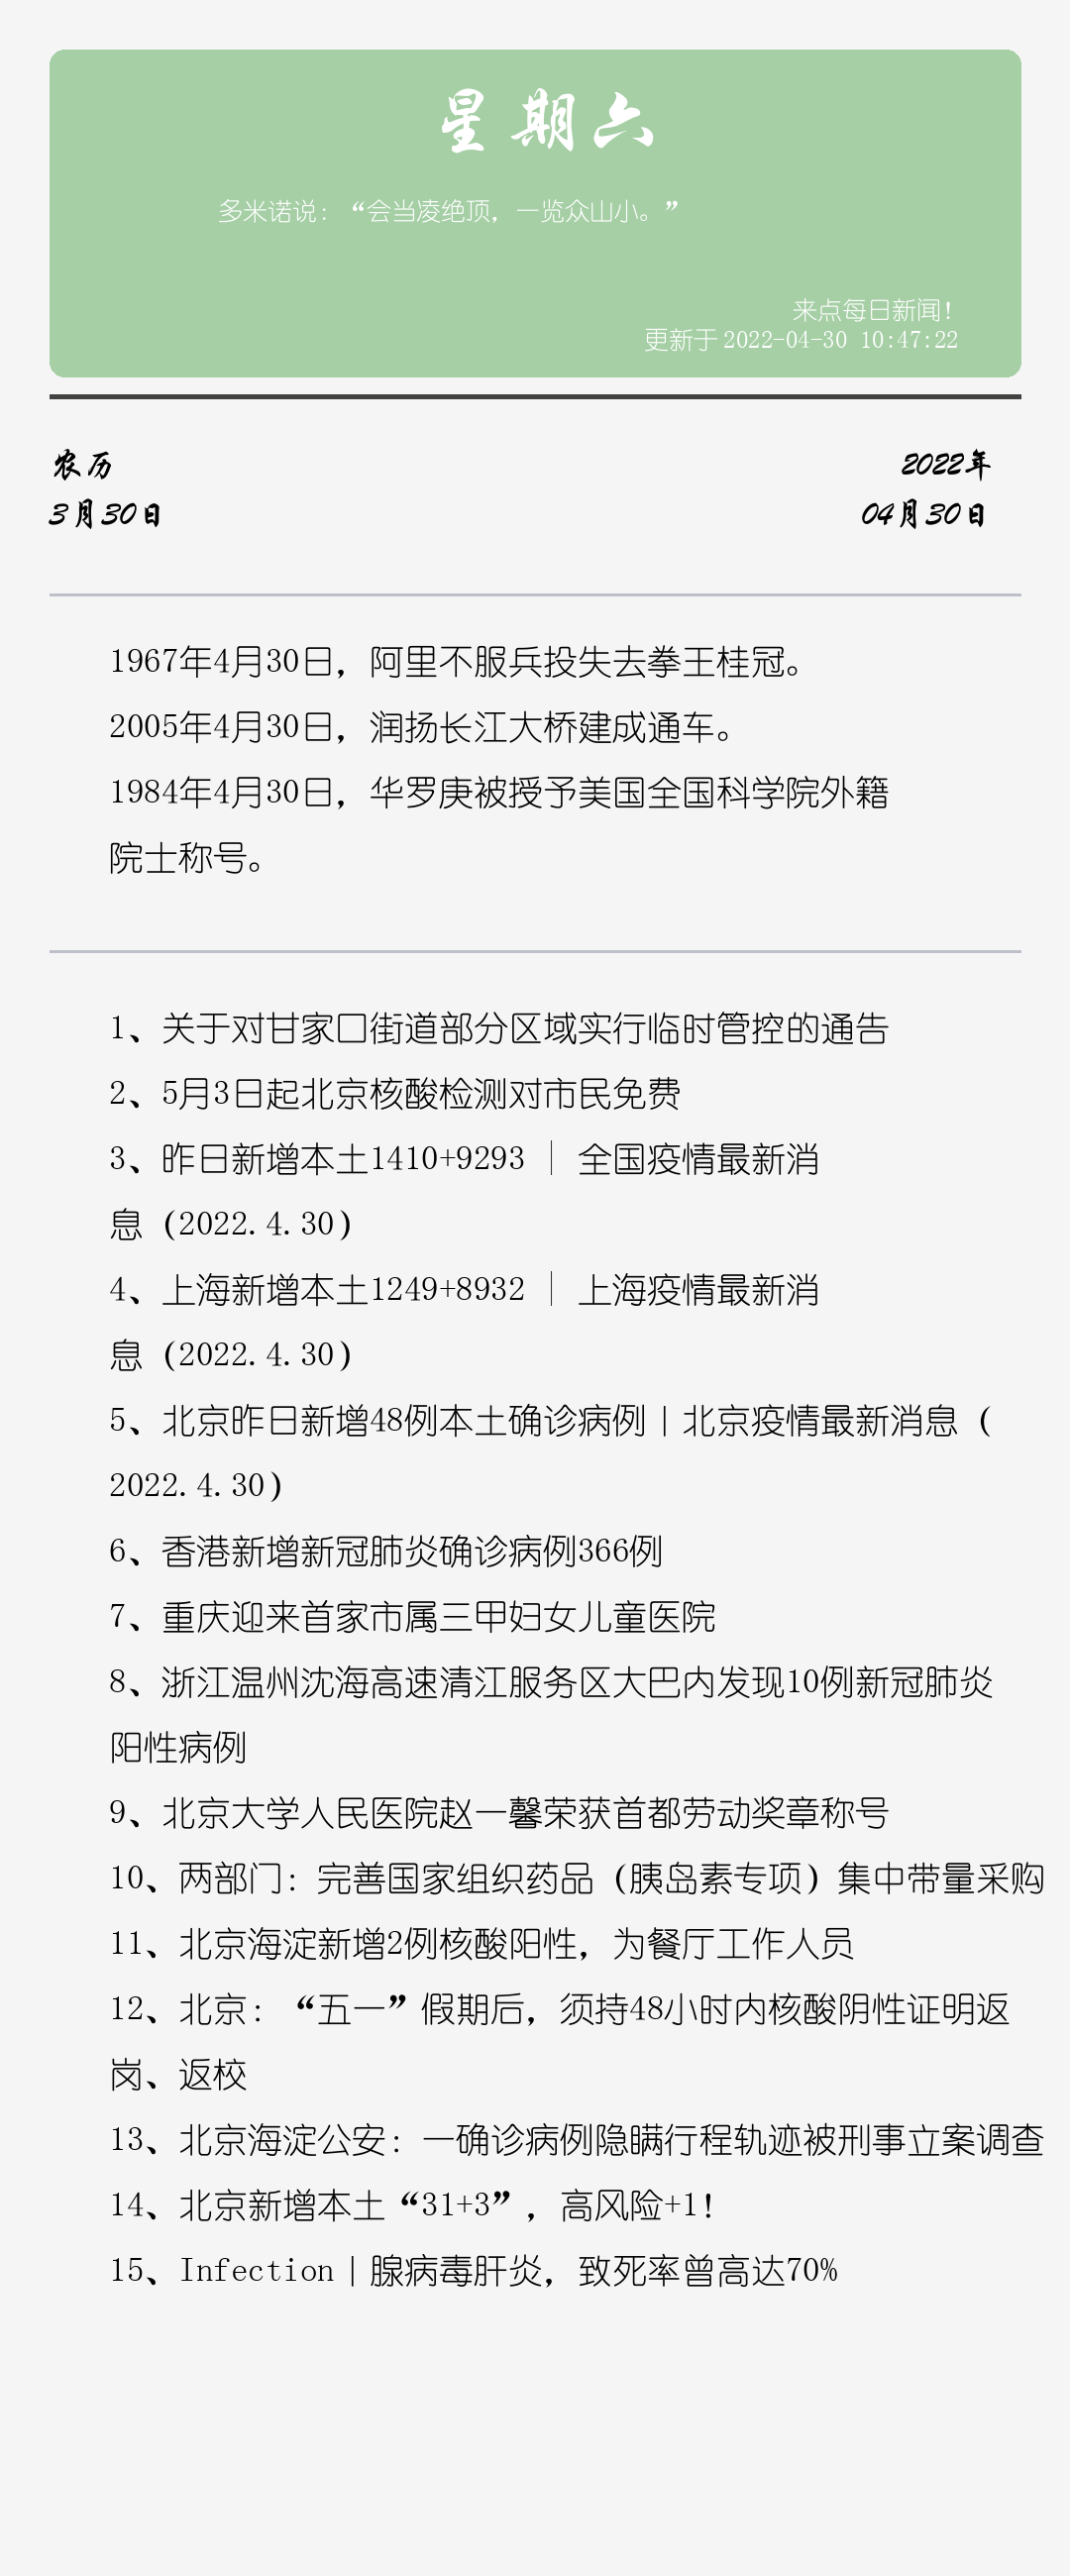 星期六
多米诺说：“会当凌绝顶，一览众山小。”
来点每日新闻！
更新于 2022-04-30 10:47:22
农历
3月30日
2022年
04月30日
1967年4月30日，阿里不服兵投失去拳王桂冠。
2005年4月30日，润扬长江大桥建成通车。
1984年4月30日，华罗庚被授予美国全国科学院外籍
院士称号。
1、关于对甘家口街道部分区域实行临时管控的通告
2、5月3日起北京核酸检测对市民免费
3、昨日新增本土1410+9293 │ 全国疫情最新消
息（2022.4.30）
4、上海新增本土1249+8932 │ 上海疫情最新消
息（2022.4.30）
5、北京昨日新增48例本土确诊病例丨北京疫情最新消息（
2022.4.30）
6、香港新增新冠肺炎确诊病例366例
7、重庆迎来首家市属三甲妇女儿童医院
8、浙江温州沈海高速清江服务区大巴内发现10例新冠肺炎
阳性病例
9、北京大学人民医院赵一馨荣获首都劳动奖章称号
10、两部门：完善国家组织药品（胰岛素专项）集中带量采购
11、北京海淀新增2例核酸阳性，为餐厅工作人员
12、北京：“五一”假期后，须持48小时内核酸阴性证明返
岗、返校
13、北京海淀公安：一确诊病例隐瞒行程轨迹被刑事立案调查
14、北京新增本土“31+3”，高风险+1！
15、Infection丨腺病毒肝炎，致死率曾高达70%